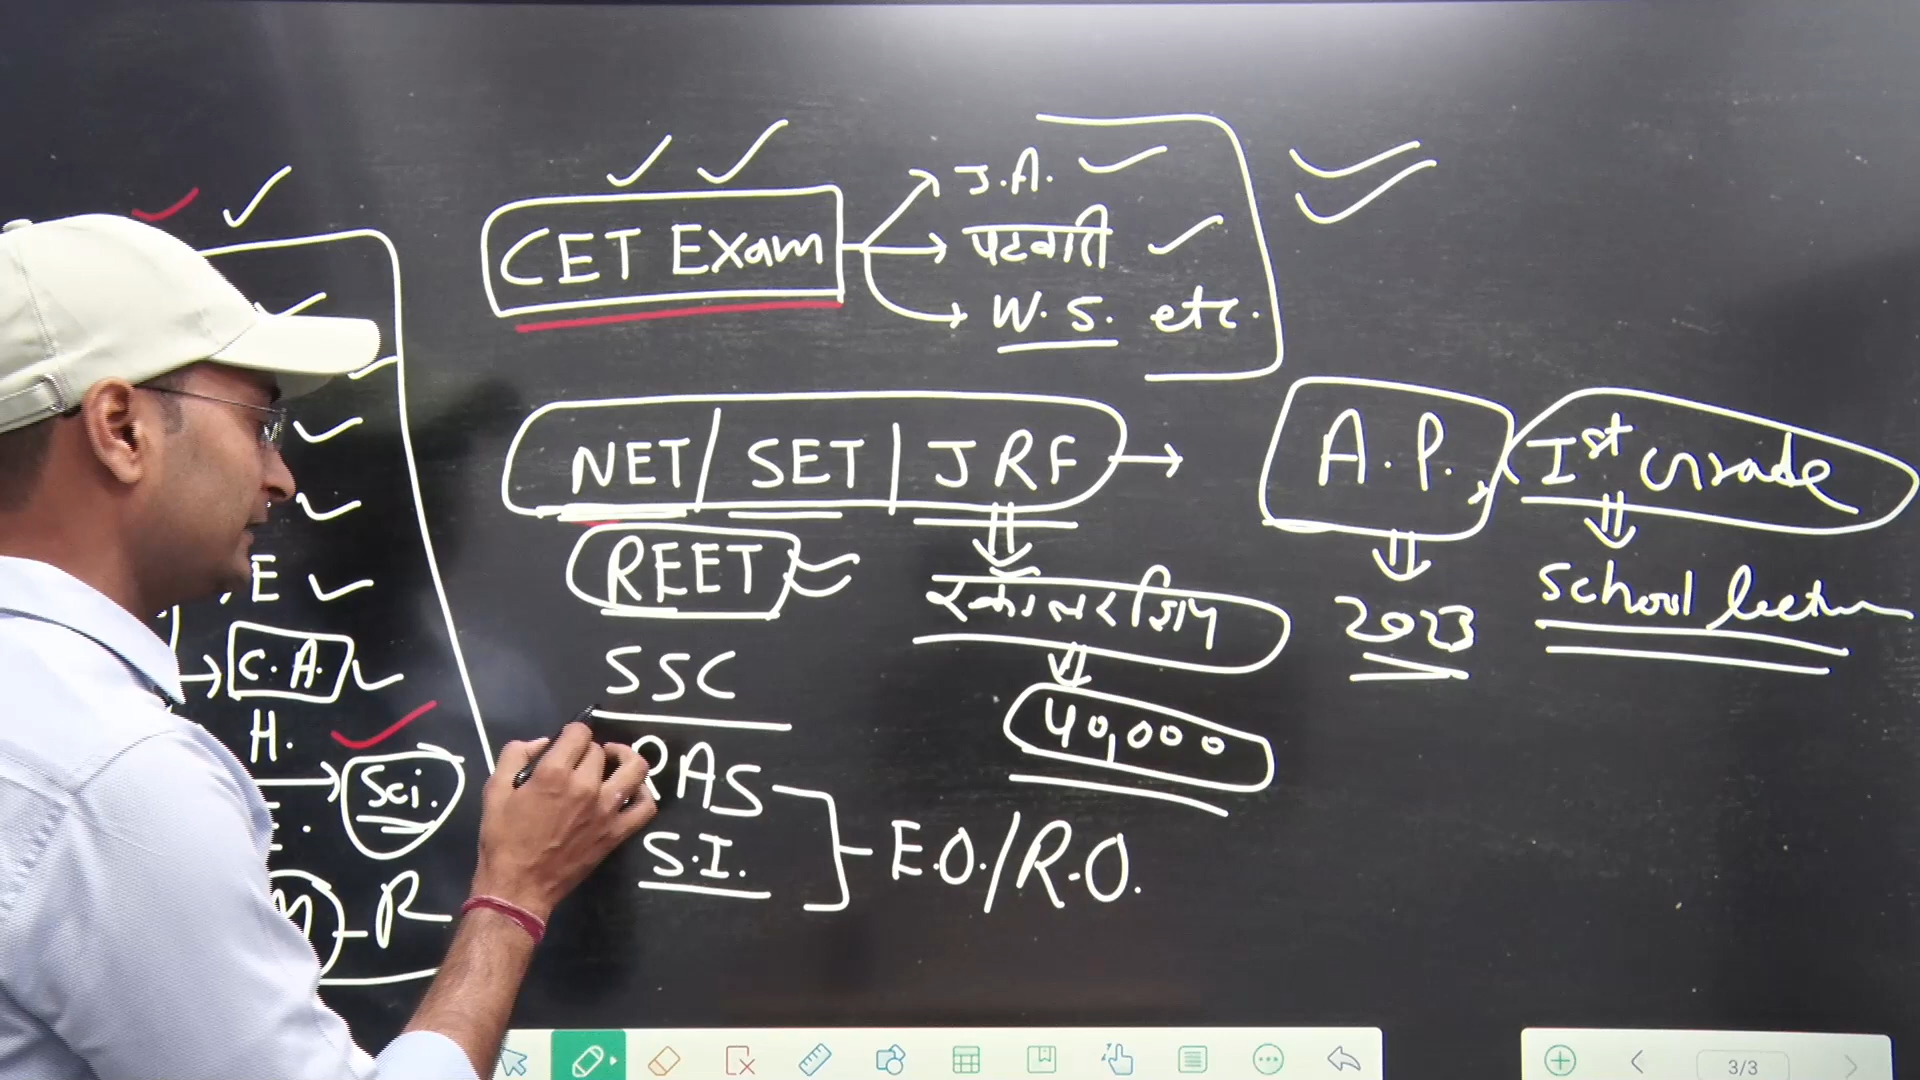 CET Exam
J.A.
पटवारी
W.S. etc.
NET/ SET | JRF → A.P., Ist Grade
REET
स्कालरशिप
2023
School lectur
SSC
40,000
RAS
S.I.
E.O./R.O.
E
C.A.
H.
Sci.
E.
M - R
3/3